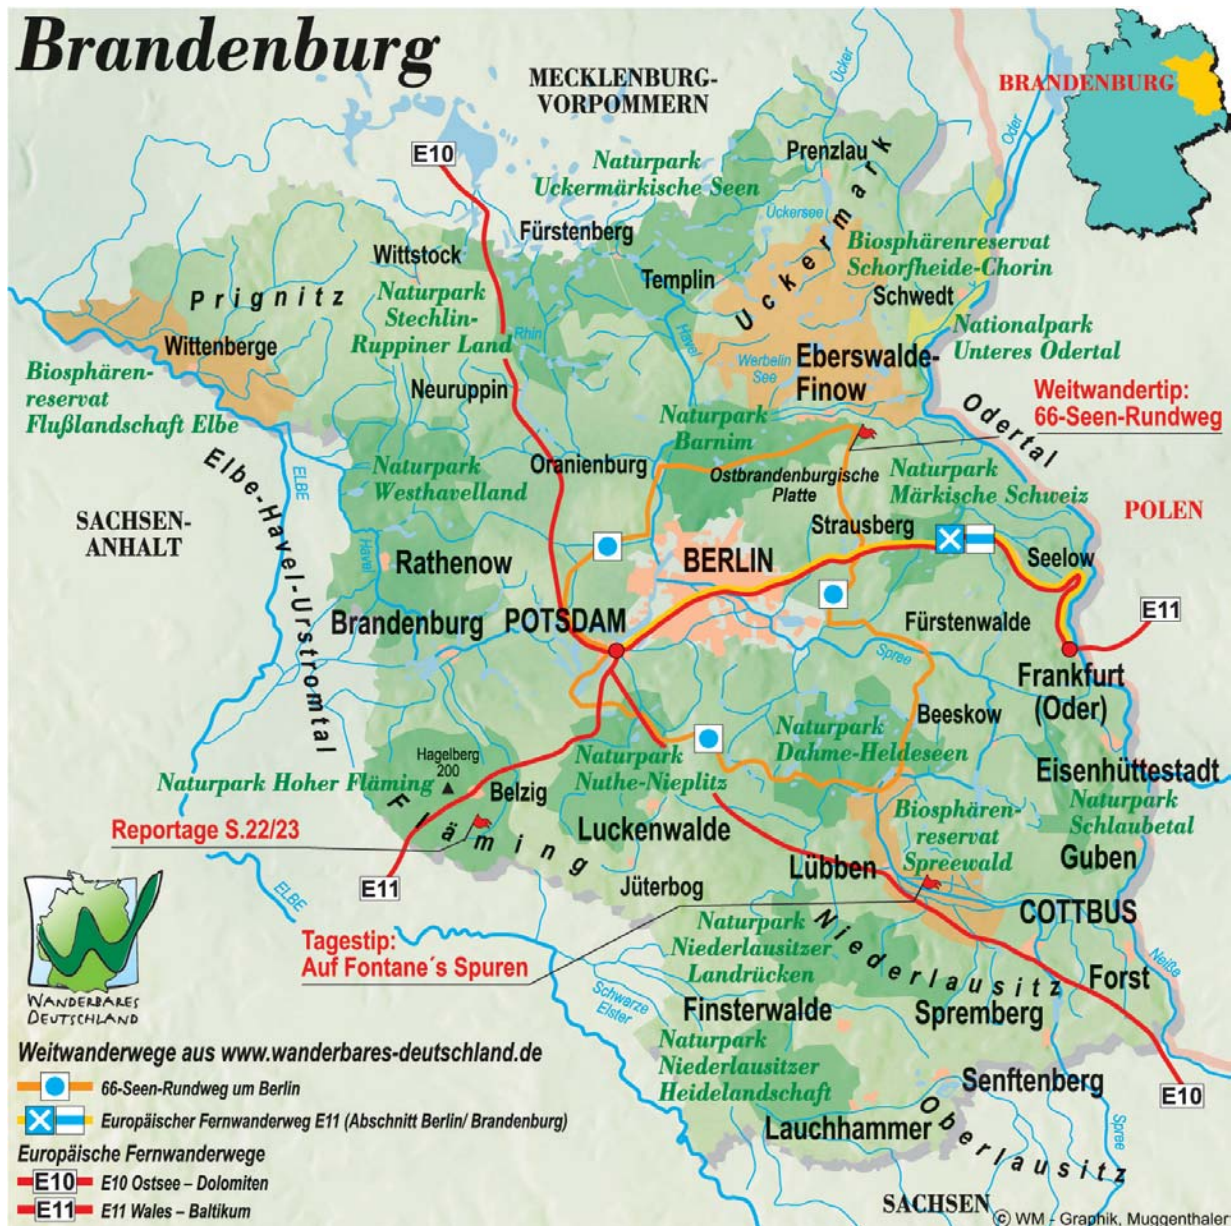 Brandenburg
MECKLENBURG-
VORPOMMERN
BRANDENBURG
Ücker
Oder
E10
Naturpark
Uckermärkische Seen
Prenzlau
Ückersee
Uckermark
Fürstenberg
Wittstock
Templin
Biosphärenreservat
Schorfheide-Chorin
Schwedt
Prignitz
Naturpark
Stechlin-
Ruppiner Land
Rhin
Havel
Nationalpark
Unteres Odertal
Wittenberge
Werbelin
See
Eberswalde-
Finow
Biosphären-
reservat
Flußlandschaft Elbe
Neuruppin
Weitwandertip:
66-Seen-Rundweg
Naturpark
Barnim
Odertal
Elbe-Havel-Urstromtal
ELBE
Naturpark
Westhavelland
Oranienburg
Ostbrandenburgische
Platte
Naturpark
Märkische Schweiz
SACHSEN-
ANHALT
POLEN
Strausberg
Havel
Rathenow
BERLIN
Seelow
Brandenburg
POTSDAM
Fürstenwalde
E11
Spree
Frankfurt
(Oder)
Beeskow
Naturpark
Dahme-Heldeseen
Hagelberg
200
Naturpark Hoher Fläming
Naturpark
Nuthe-Nieplitz
Eisenhüttestadt
Belzig
Fläming
Naturpark
Schlaubetal
Biosphären-
reservat
Spreewald
Reportage S.22/23
Luckenwalde
Guben
Lübben
E11
Jüterbog
ELBE
COTTBUS
Tagestip:
Auf Fontane´s Spuren
Naturpark
Niederlausitzer
Landrücken
Niederlausitz
Neiße
Forst
WANDERBARES
DEUTSCHLAND
Schwarze
Elster
Finsterwalde
Spremberg
Naturpark
Niederlausitzer
Heidelandschaft
Weitwanderwege aus www.wanderbares-deutschland.de
66-Seen-Rundweg um Berlin
Europäischer Fernwanderweg E11 (Abschnitt Berlin/ Brandenburg)
Europäische Fernwanderwege
E10 E10 Ostsee – Dolomiten
E11 E11 Wales – Baltikum
Senftenberg
E10
Lauchhammer
Oberlausitz
Spree
SACHSEN
© WM - Graphik, Muggenthaler